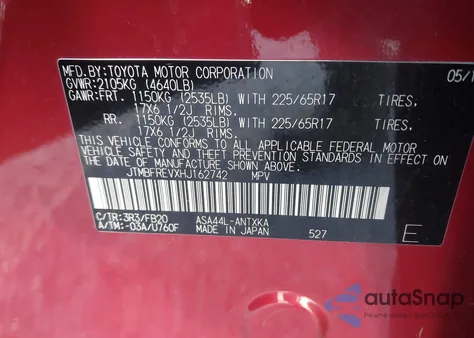 MFD.BY:TOYOTA MOTOR CORPORATION 05/1
GVWR:2105KG (4640LB)
GAWR:FRT. 1150KG (2535LB) WITH 225/65R17 TIRES,
17X6 1/2J RIMS.
RR. 1150KG (2535LB) WITH 225/65R17 TIRES,
17X6 1/2J RIMS.
THIS VEHICLE CONFORMS TO ALL APPLICABLE FEDERAL MOTOR
VEHICLE SAFETY, BUMPER, AND THEFT PREVENTION STANDARDS
IN EFFECT ON THE DATE OF MANUFACTURE SHOWN ABOVE.
JTMBFREVXHJ162742 MPV
C/TR:3R3/FB20 ASA44L-ANTXKA
A/TM:-03A/U760F MADE IN JAPAN 527 E
autoSnap